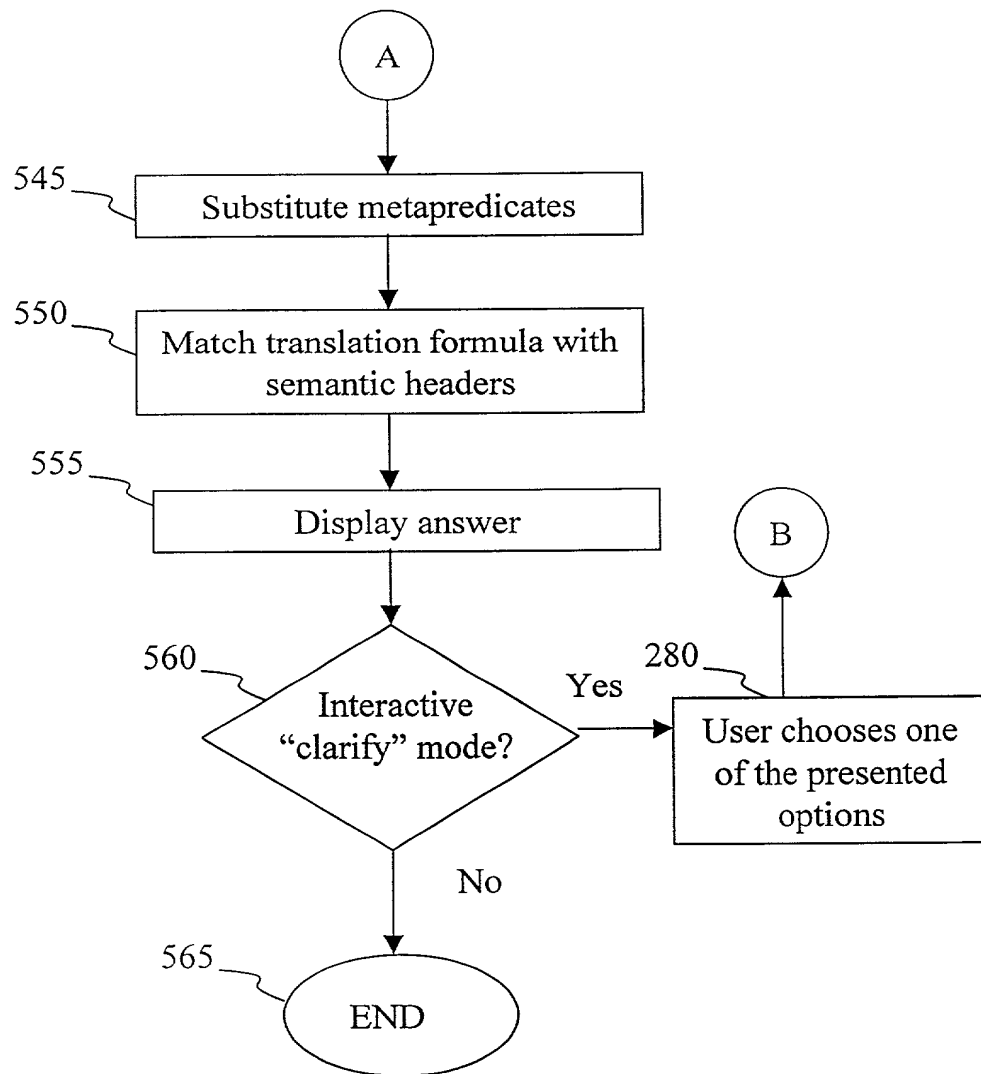 A
545
Substitute metapredicates
550
Match translation formula with
semantic headers
555
Display answer
B
560
Interactive
“clarify” mode?
Yes
280
User chooses one
of the presented
options
No
565
END